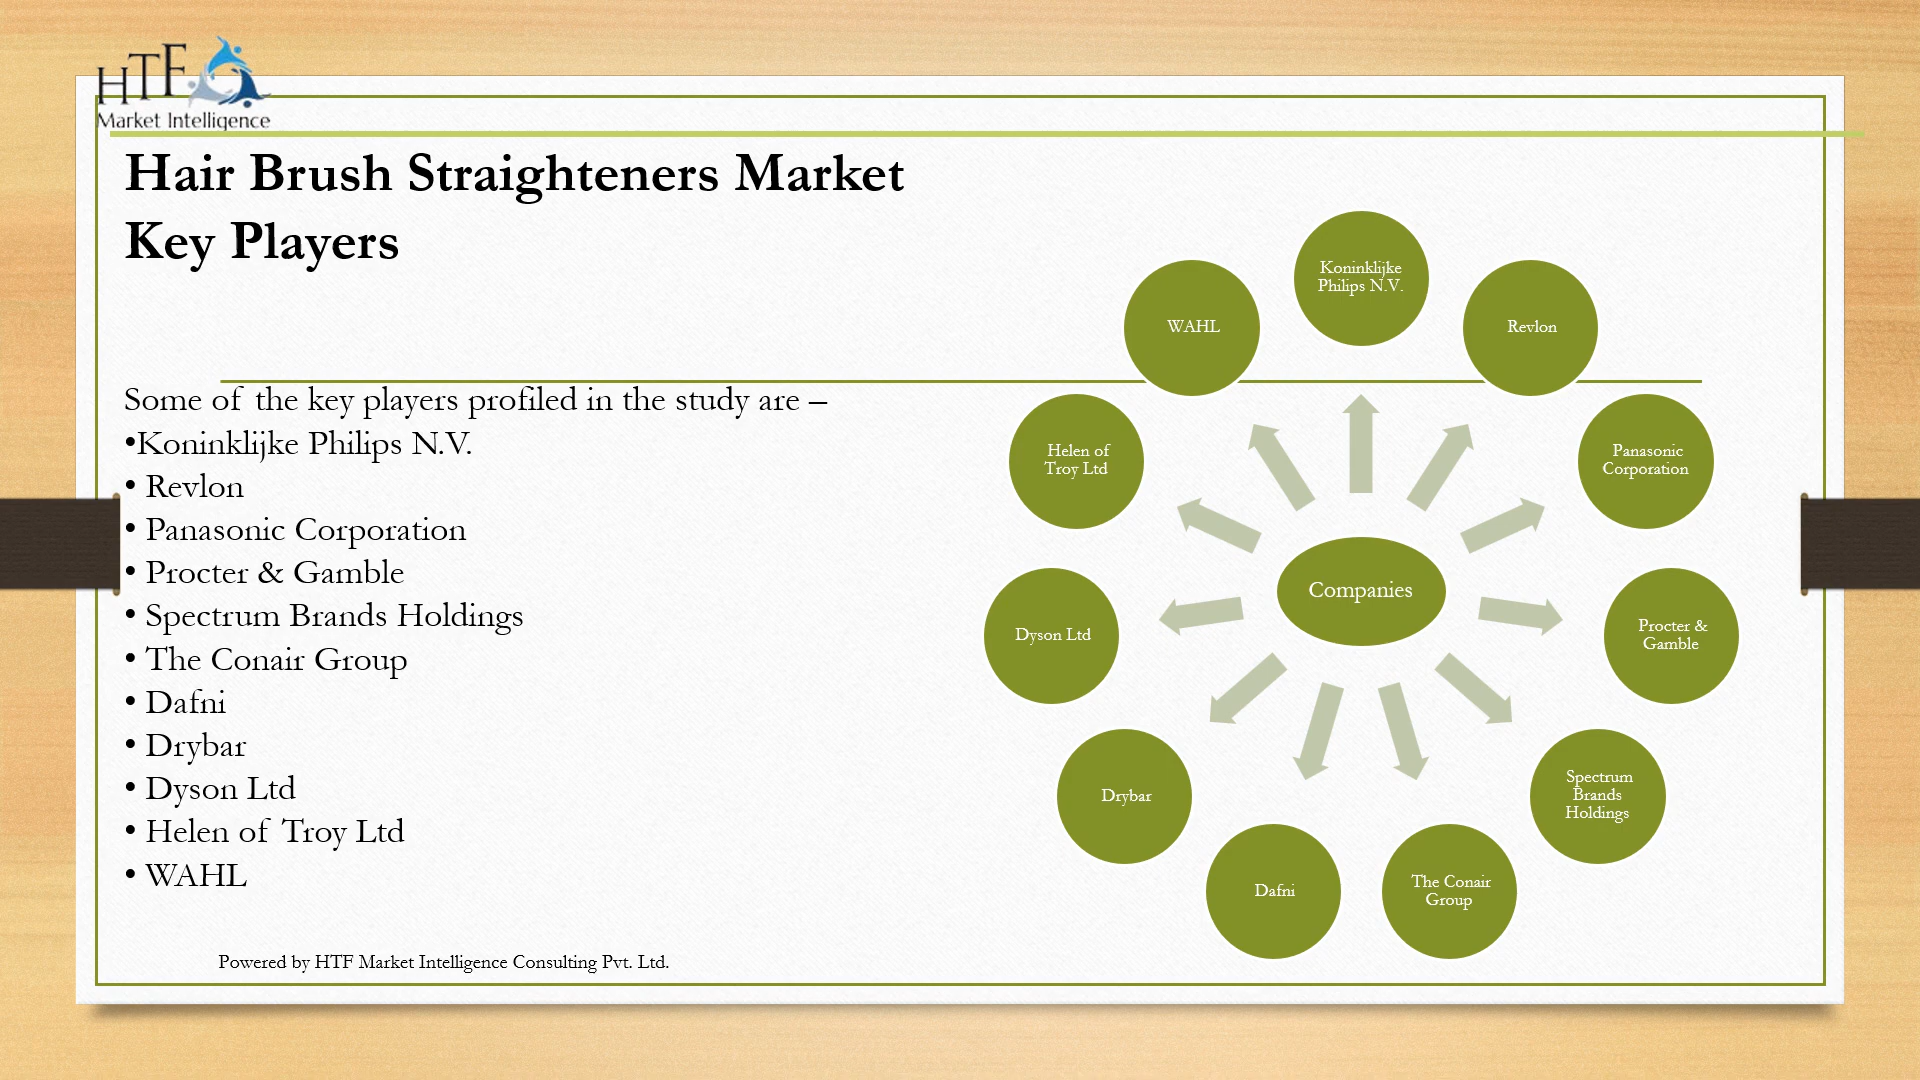 HTF
Market Intelligence
Hair Brush Straighteners Market
Key Players
Some of the key players profiled in the study are –
•Koninklijke Philips N.V.
• Revlon
• Panasonic Corporation
• Procter & Gamble
• Spectrum Brands Holdings
• The Conair Group
• Dafni
• Drybar
• Dyson Ltd
• Helen of Troy Ltd
• WAHL
Powered by HTF Market Intelligence Consulting Pvt. Ltd.
Companies
Koninklijke
Philips N.V.
Revlon
Panasonic
Corporation
Procter &
Gamble
Spectrum
Brands
Holdings
The Conair
Group
Dafni
Drybar
Dyson Ltd
Helen of
Troy Ltd
WAHL